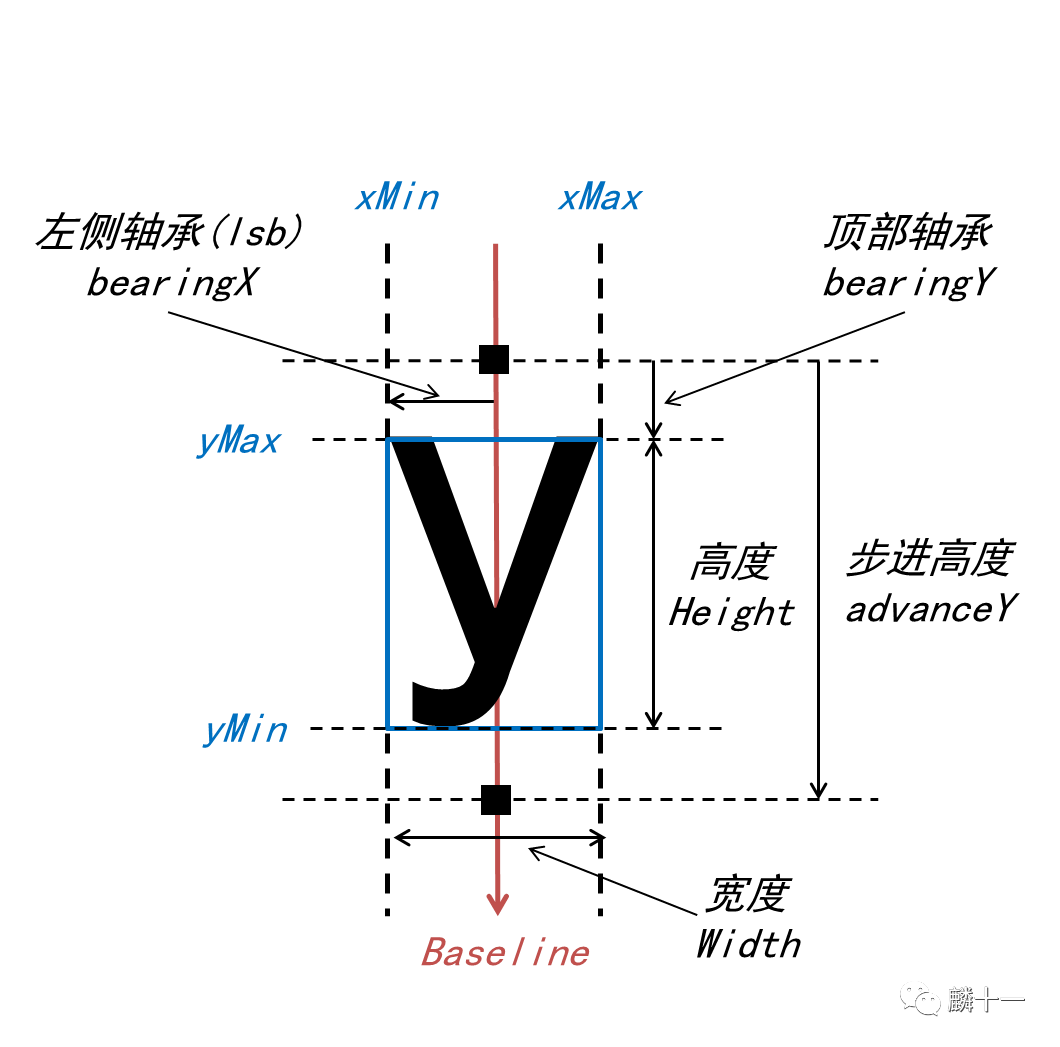 xMin
xMax
左侧轴承(lsb)
bearingX
顶部轴承
bearingY
yMax
y
高度
Height
步进高度
advanceY
yMin
宽度
Width
Baseline
麟十一